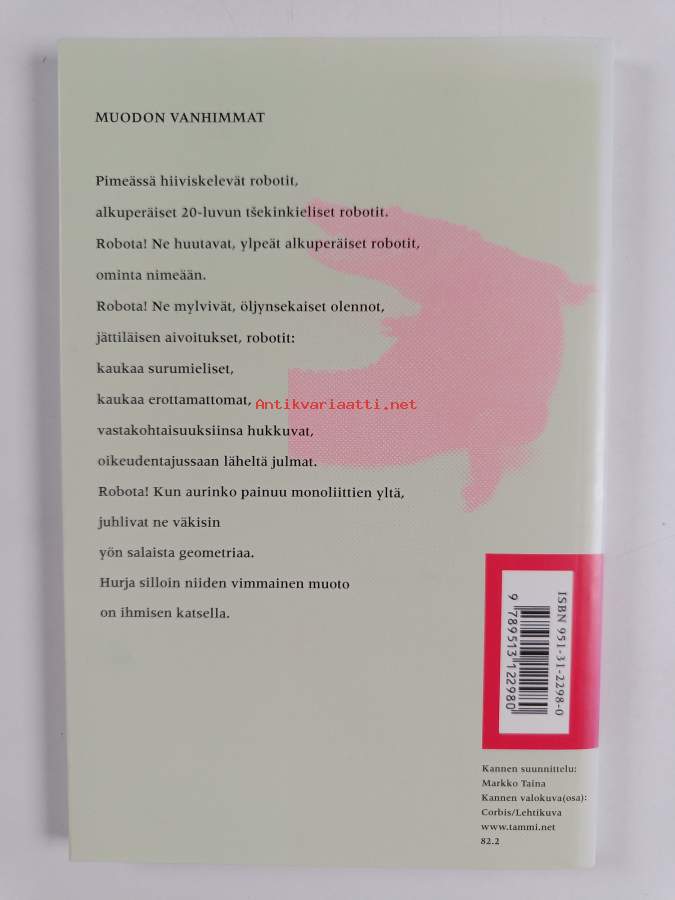 MUODON VANHIMMAT
Pimeässä hiiviskelevät robotit,
alkuperäiset 20-luvun tšekinkieliset robotit.
Robota! Ne huutavat, ylpeät alkuperäiset robotit,
ominta nimeään.
Robota! Ne mylvivät, öljynsekaiset olennot,
jättiläisen aivoitukset, robotit:
kaukaa surumieliset,
kaukaa erottamattomat,
Antikvariaatti.net
vastakohtaisuuksiinsa hukkuvat,
oikeudentajussaan läheltä julmat.
Robota! Kun aurinko painuu monoliittien yltä,
juhlivat ne väkisin
yön salaista geometriaa.
Hurja silloin niiden vimmainen muoto
on ihmisen katsella.
ISBN 951-31-2298-0
9 789513 122980
Kannen suunnittelu:
Markko Taina
Kannen valokuva(osa):
Corbis/Lehtikuva
www.tammi.net
82.2